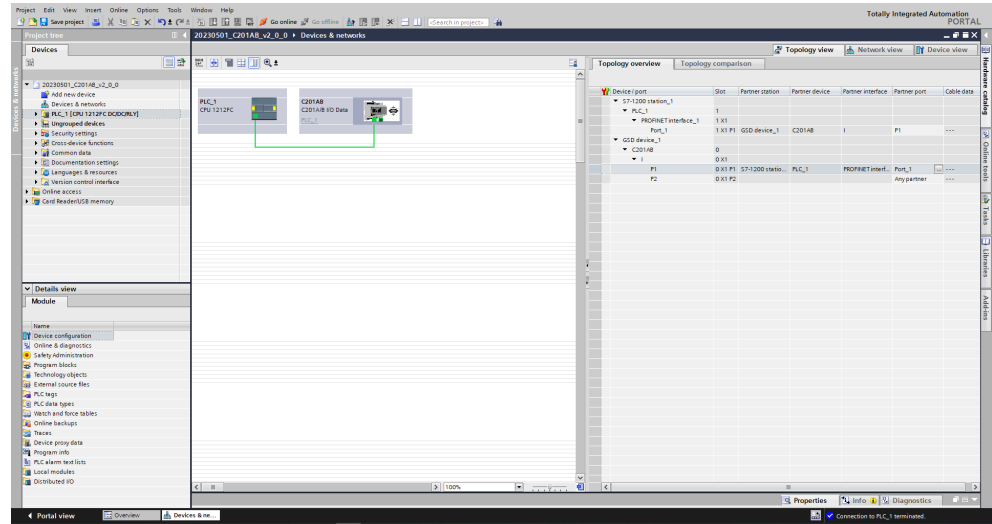 Project Edit View Insert Online Options Tools Window Help
Totally Integrated Automation
PORTAL
Save project
Go online
Go offline
<Search in project>
Project tree
20230501_C201AB_v2_0_0 ▸ Devices & networks
Devices
Topology view
Network view
Device view
Topology overview
Topology comparison
20230501_C201AB_v2_0_0
Add new device
Devices & networks
PLC_1 [CPU 1212FC DC/DC/RLY]
Ungrouped devices
Security settings
Cross-device functions
Common data
Documentation settings
Languages & resources
Version control interface
Online access
Card Reader/USB memory
PLC_1
CPU 1212FC
C201AB
C201A/B I/O Data
PLC_1
Device / port Slot Partner station Partner device Partner interface Partner port Cable data
S7-1200 station_1
PLC_1 1
PROFINET interface_1 1 X1
Port_1 1 X1 P1 GSD device_1 C201AB I P1 ---
GSD device_1
C201AB 0
I 0 X1
P1 0 X1 P1 S7-1200 statio... PLC_1 PROFINET interf... Port_1 ... ---
P2 0 X1 P2 Any partner ---
Details view
Module
Name
Device configuration
Online & diagnostics
Safety Administration
Program blocks
Technology objects
External source files
PLC tags
PLC data types
Watch and force tables
Online backups
Traces
Device proxy data
Program info
PLC alarm text lists
Local modules
Distributed I/O
100%
Devices & networks
Hardware catalog
Online tools
Tasks
Libraries
Add-ins
Properties
Info
Diagnostics
Portal view
Overview
Devices & ne...
Connection to PLC_1 terminated.